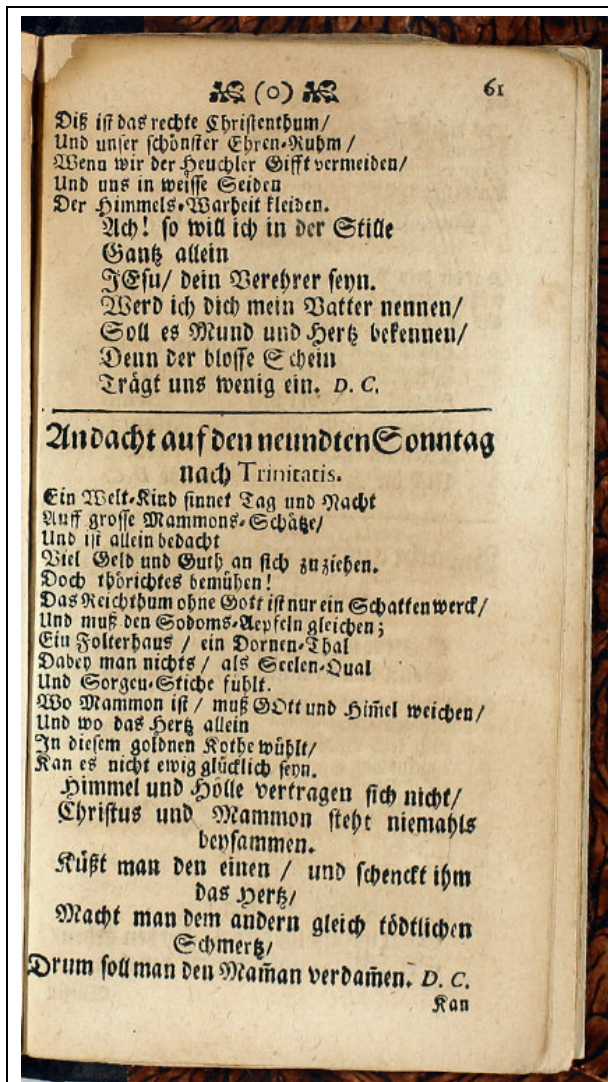 (o) 61
Diß ist das rechte Christenthum/
Und unser schönster Ehren-Ruhm/
Wenn wir der Heuchler Gifft vermeiden/
Und uns in weisse Seiden
Der Himmels-Warheit kleiden.
Ach! so will ich in der Stille
Gantz allein
JEsu/ dein Verehrer seyn.
Werd ich dich mein Vatter nennen/
Soll es Mund und Hertz bekennen/
Denn der blosse Schein
Trägt uns wenig ein. D. C.
Andacht auf den neundten Sonntag
nach Trinitatis.
Ein Welt-Kind sinnet Tag und Nacht
Auff grosse Mammons-Schätze/
Und ist allein bedacht
Viel Geld und Guth an sich zu ziehen.
Doch thörichtes bemühen!
Das Reichthum ohne Gott ist nur ein Schattenwerck/
Und muß den Sodoms-Aepfeln gleichen;
Ein Folterhaus / ein Dornen-Thal
Dabey man nichts / als Seelen-Qual
Und Sorgen-Stiche fühlt.
Wo Mammon ist / muß GOtt und Him̃el weichen/
Und wo das Hertz allein
In diesem goldnen Kothe wühlt/
Kan es nicht ewig glücklich seyn.
Himmel und Hölle vertragen sich nicht/
Christus und Mammon steht niemahls
beysammen.
Küßt man den einen / und schenckt ihm
das Hertz/
Macht man dem andern gleich tödtlichen
Schmertz/
Drum soll man den Mam̃an verdam̃en. D. C.
Kan